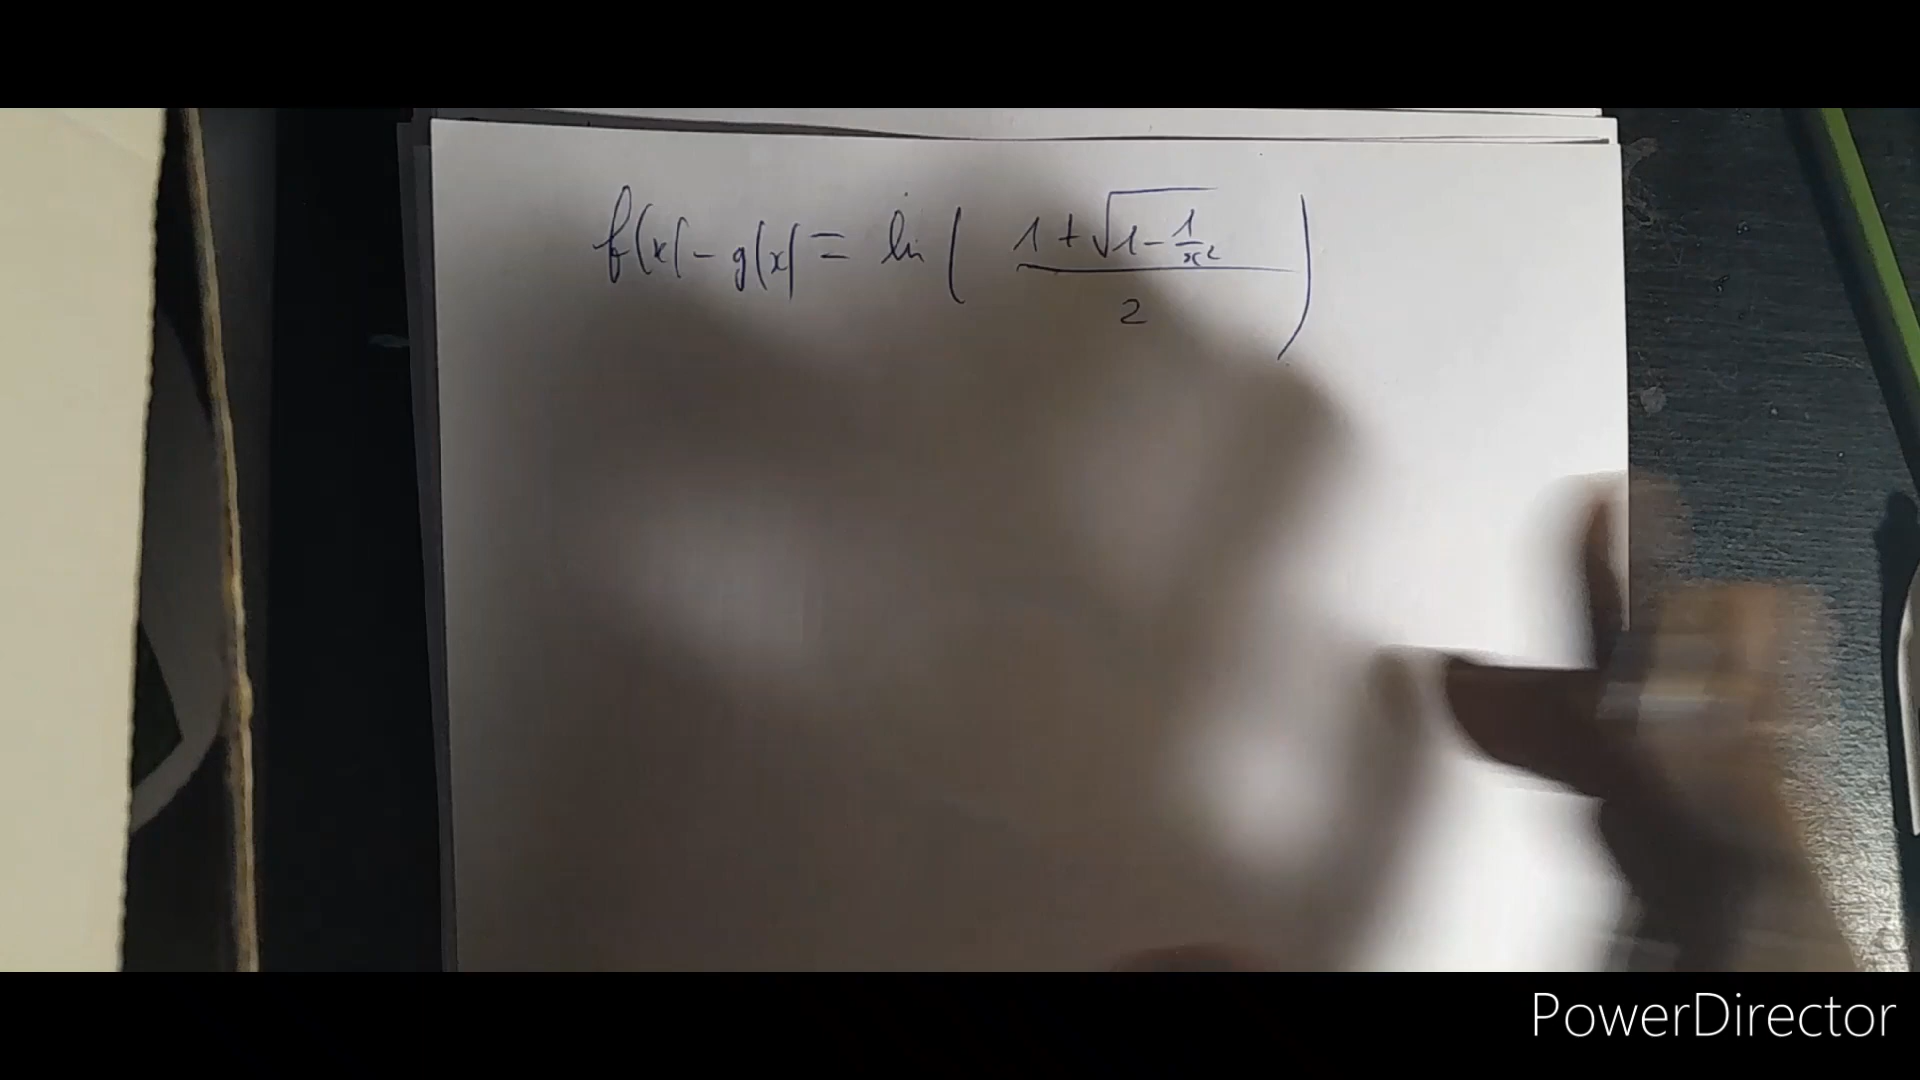 f(x) - g(x) = ln( (1 + √(1 - 1/x²)) / 2 )
PowerDirector